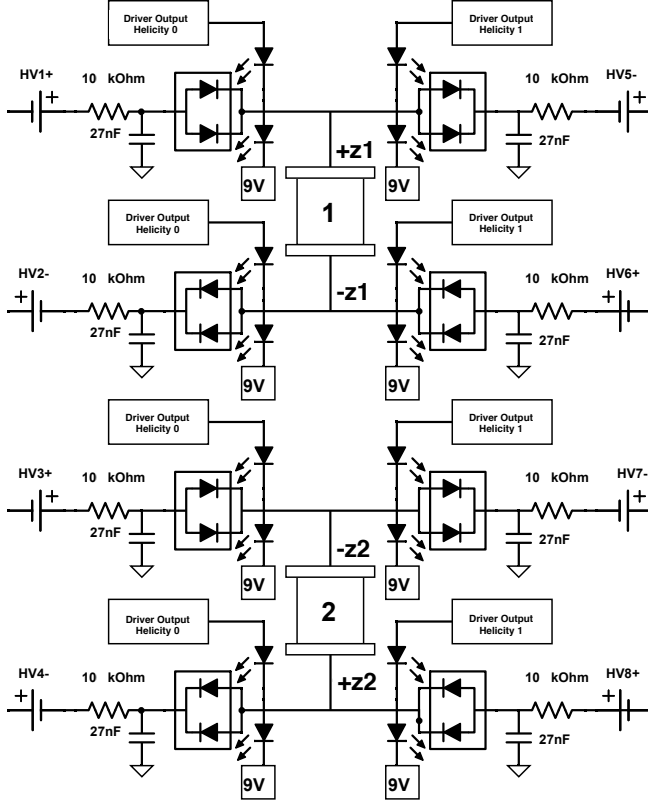 Driver Output
Helicity 0
Driver Output
Helicity 1
HV1+
10 kOhm
10 kOhm
HV5-
+
+
27nF
27nF
+z1
9V
9V
1
Driver Output
Helicity 0
Driver Output
Helicity 1
HV2-
10 kOhm
-z1
10 kOhm
HV6+
+
+
27nF
27nF
9V
9V
Driver Output
Helicity 0
Driver Output
Helicity 1
HV3+
10 kOhm
10 kOhm
HV7-
+
+
27nF
27nF
-z2
9V
9V
2
Driver Output
Helicity 0
Driver Output
Helicity 1
HV4-
10 kOhm
+z2
10 kOhm
HV8+
+
+
27nF
27nF
9V
9V